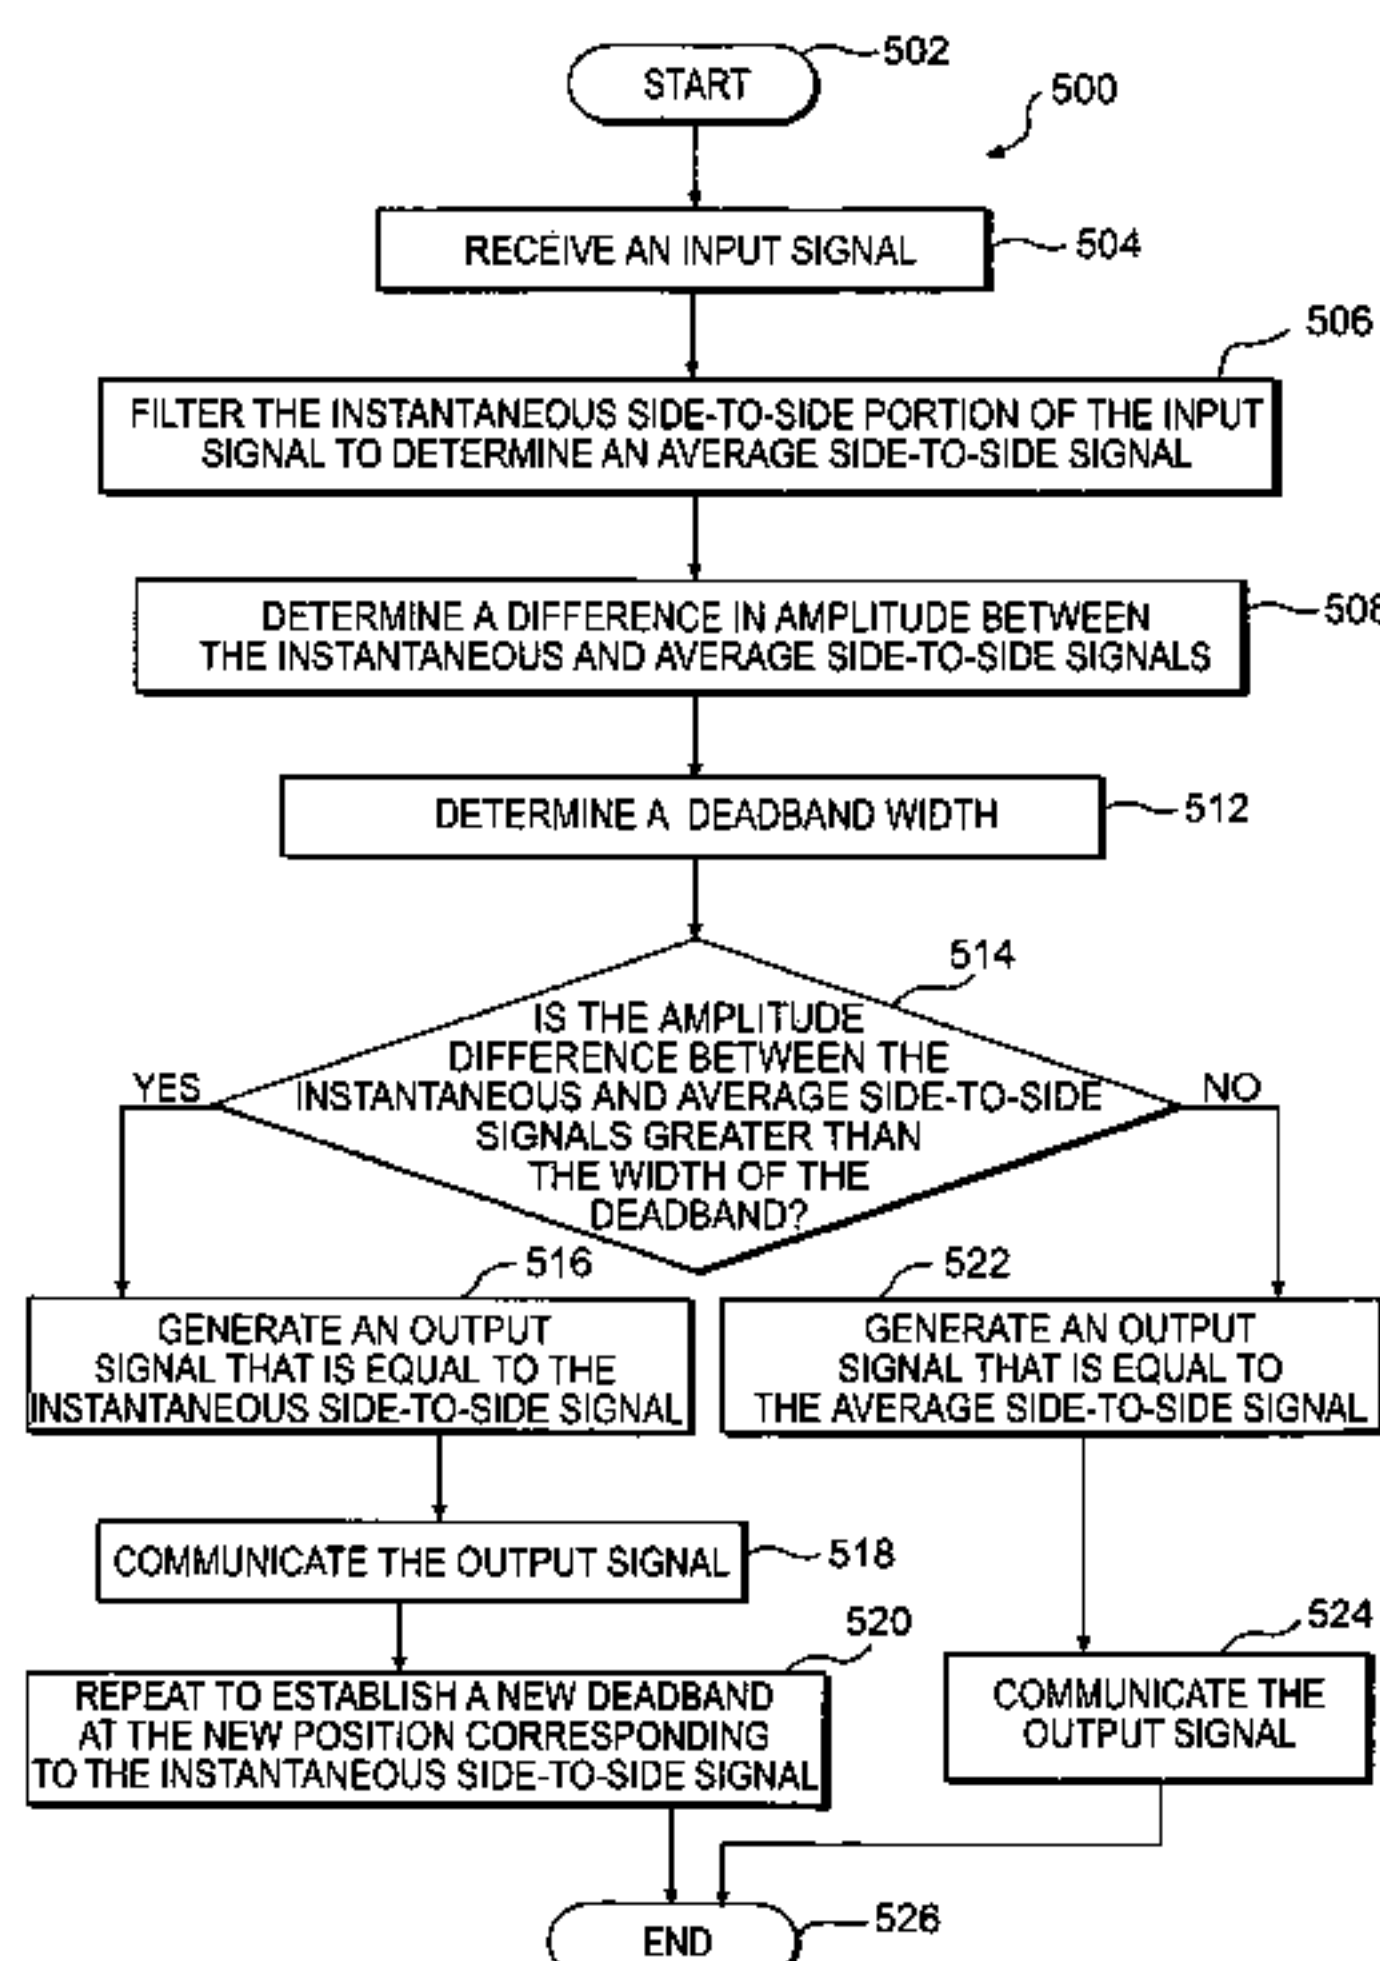 START
502
500
RECEIVE AN INPUT SIGNAL
504
506
FILTER THE INSTANTANEOUS SIDE-TO-SIDE PORTION OF THE INPUT
SIGNAL TO DETERMINE AN AVERAGE SIDE-TO-SIDE SIGNAL
DETERMINE A DIFFERENCE IN AMPLITUDE BETWEEN
THE INSTANTANEOUS AND AVERAGE SIDE-TO-SIDE SIGNALS
508
DETERMINE A DEADBAND WIDTH
512
514
IS THE AMPLITUDE
DIFFERENCE BETWEEN THE
INSTANTANEOUS AND AVERAGE SIDE-TO-SIDE
SIGNALS GREATER THAN
THE WIDTH OF THE
DEADBAND?
YES
NO
516
GENERATE AN OUTPUT
SIGNAL THAT IS EQUAL TO THE
INSTANTANEOUS SIDE-TO-SIDE SIGNAL
522
GENERATE AN OUTPUT
SIGNAL THAT IS EQUAL TO
THE AVERAGE SIDE-TO-SIDE SIGNAL
COMMUNICATE THE OUTPUT SIGNAL
518
520
REPEAT TO ESTABLISH A NEW DEADBAND
AT THE NEW POSITION CORRESPONDING
TO THE INSTANTANEOUS SIDE-TO-SIDE SIGNAL
524
COMMUNICATE THE
OUTPUT SIGNAL
END
526